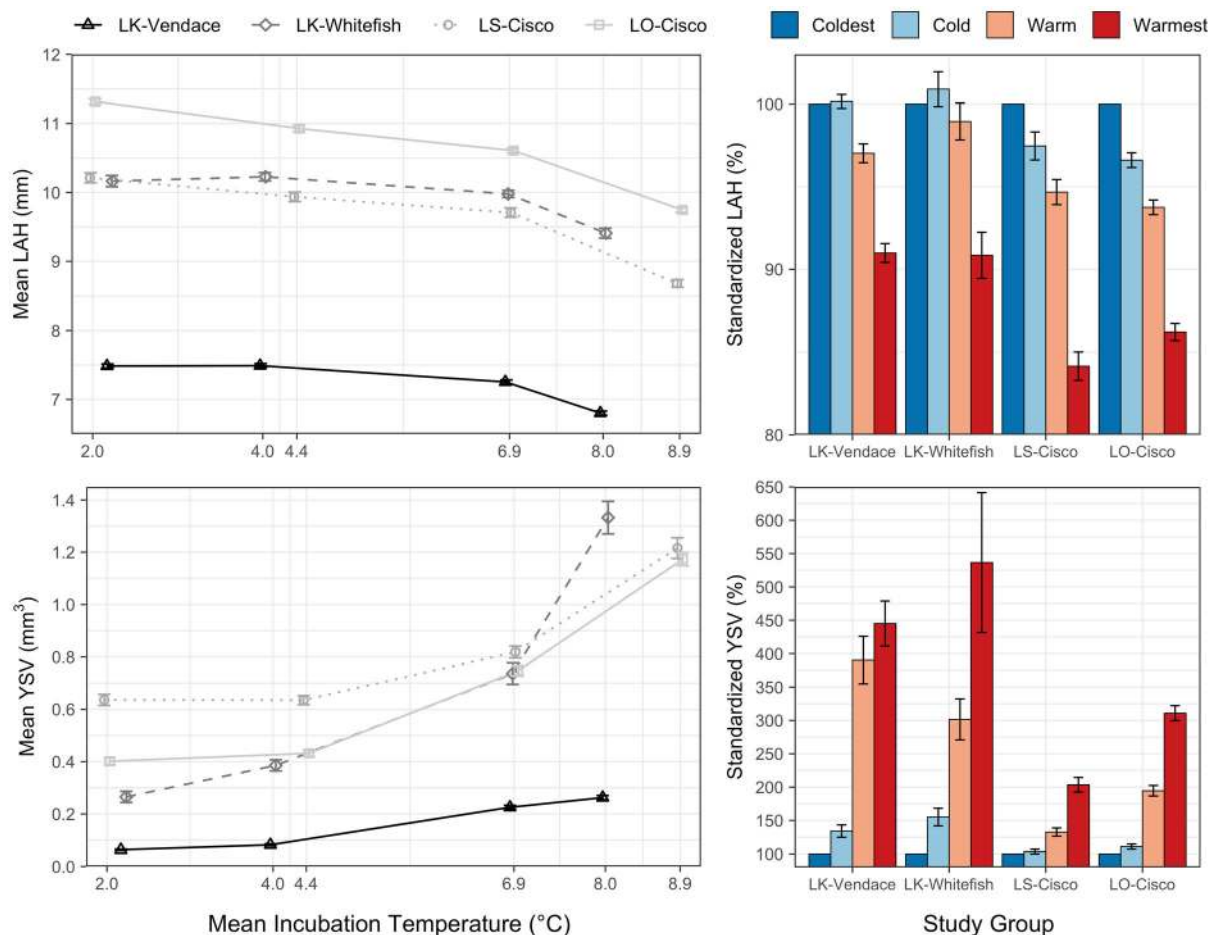 LK-Vendace LK-Whitefish LS-Cisco LO-Cisco
Coldest Cold Warm Warmest
Mean LAH (mm)
12
11
10
9
8
7
2.0 4.0 4.4 6.9 8.0 8.9
Standardized LAH (%)
100
90
80
LK-Vendace LK-Whitefish LS-Cisco LO-Cisco
Mean YSV (mm³)
1.4
1.2
1.0
0.8
0.6
0.4
0.2
0.0
2.0 4.0 4.4 6.9 8.0 8.9
Mean Incubation Temperature (°C)
Standardized YSV (%)
650
600
550
500
450
400
350
300
250
200
150
100
LK-Vendace LK-Whitefish LS-Cisco LO-Cisco
Study Group